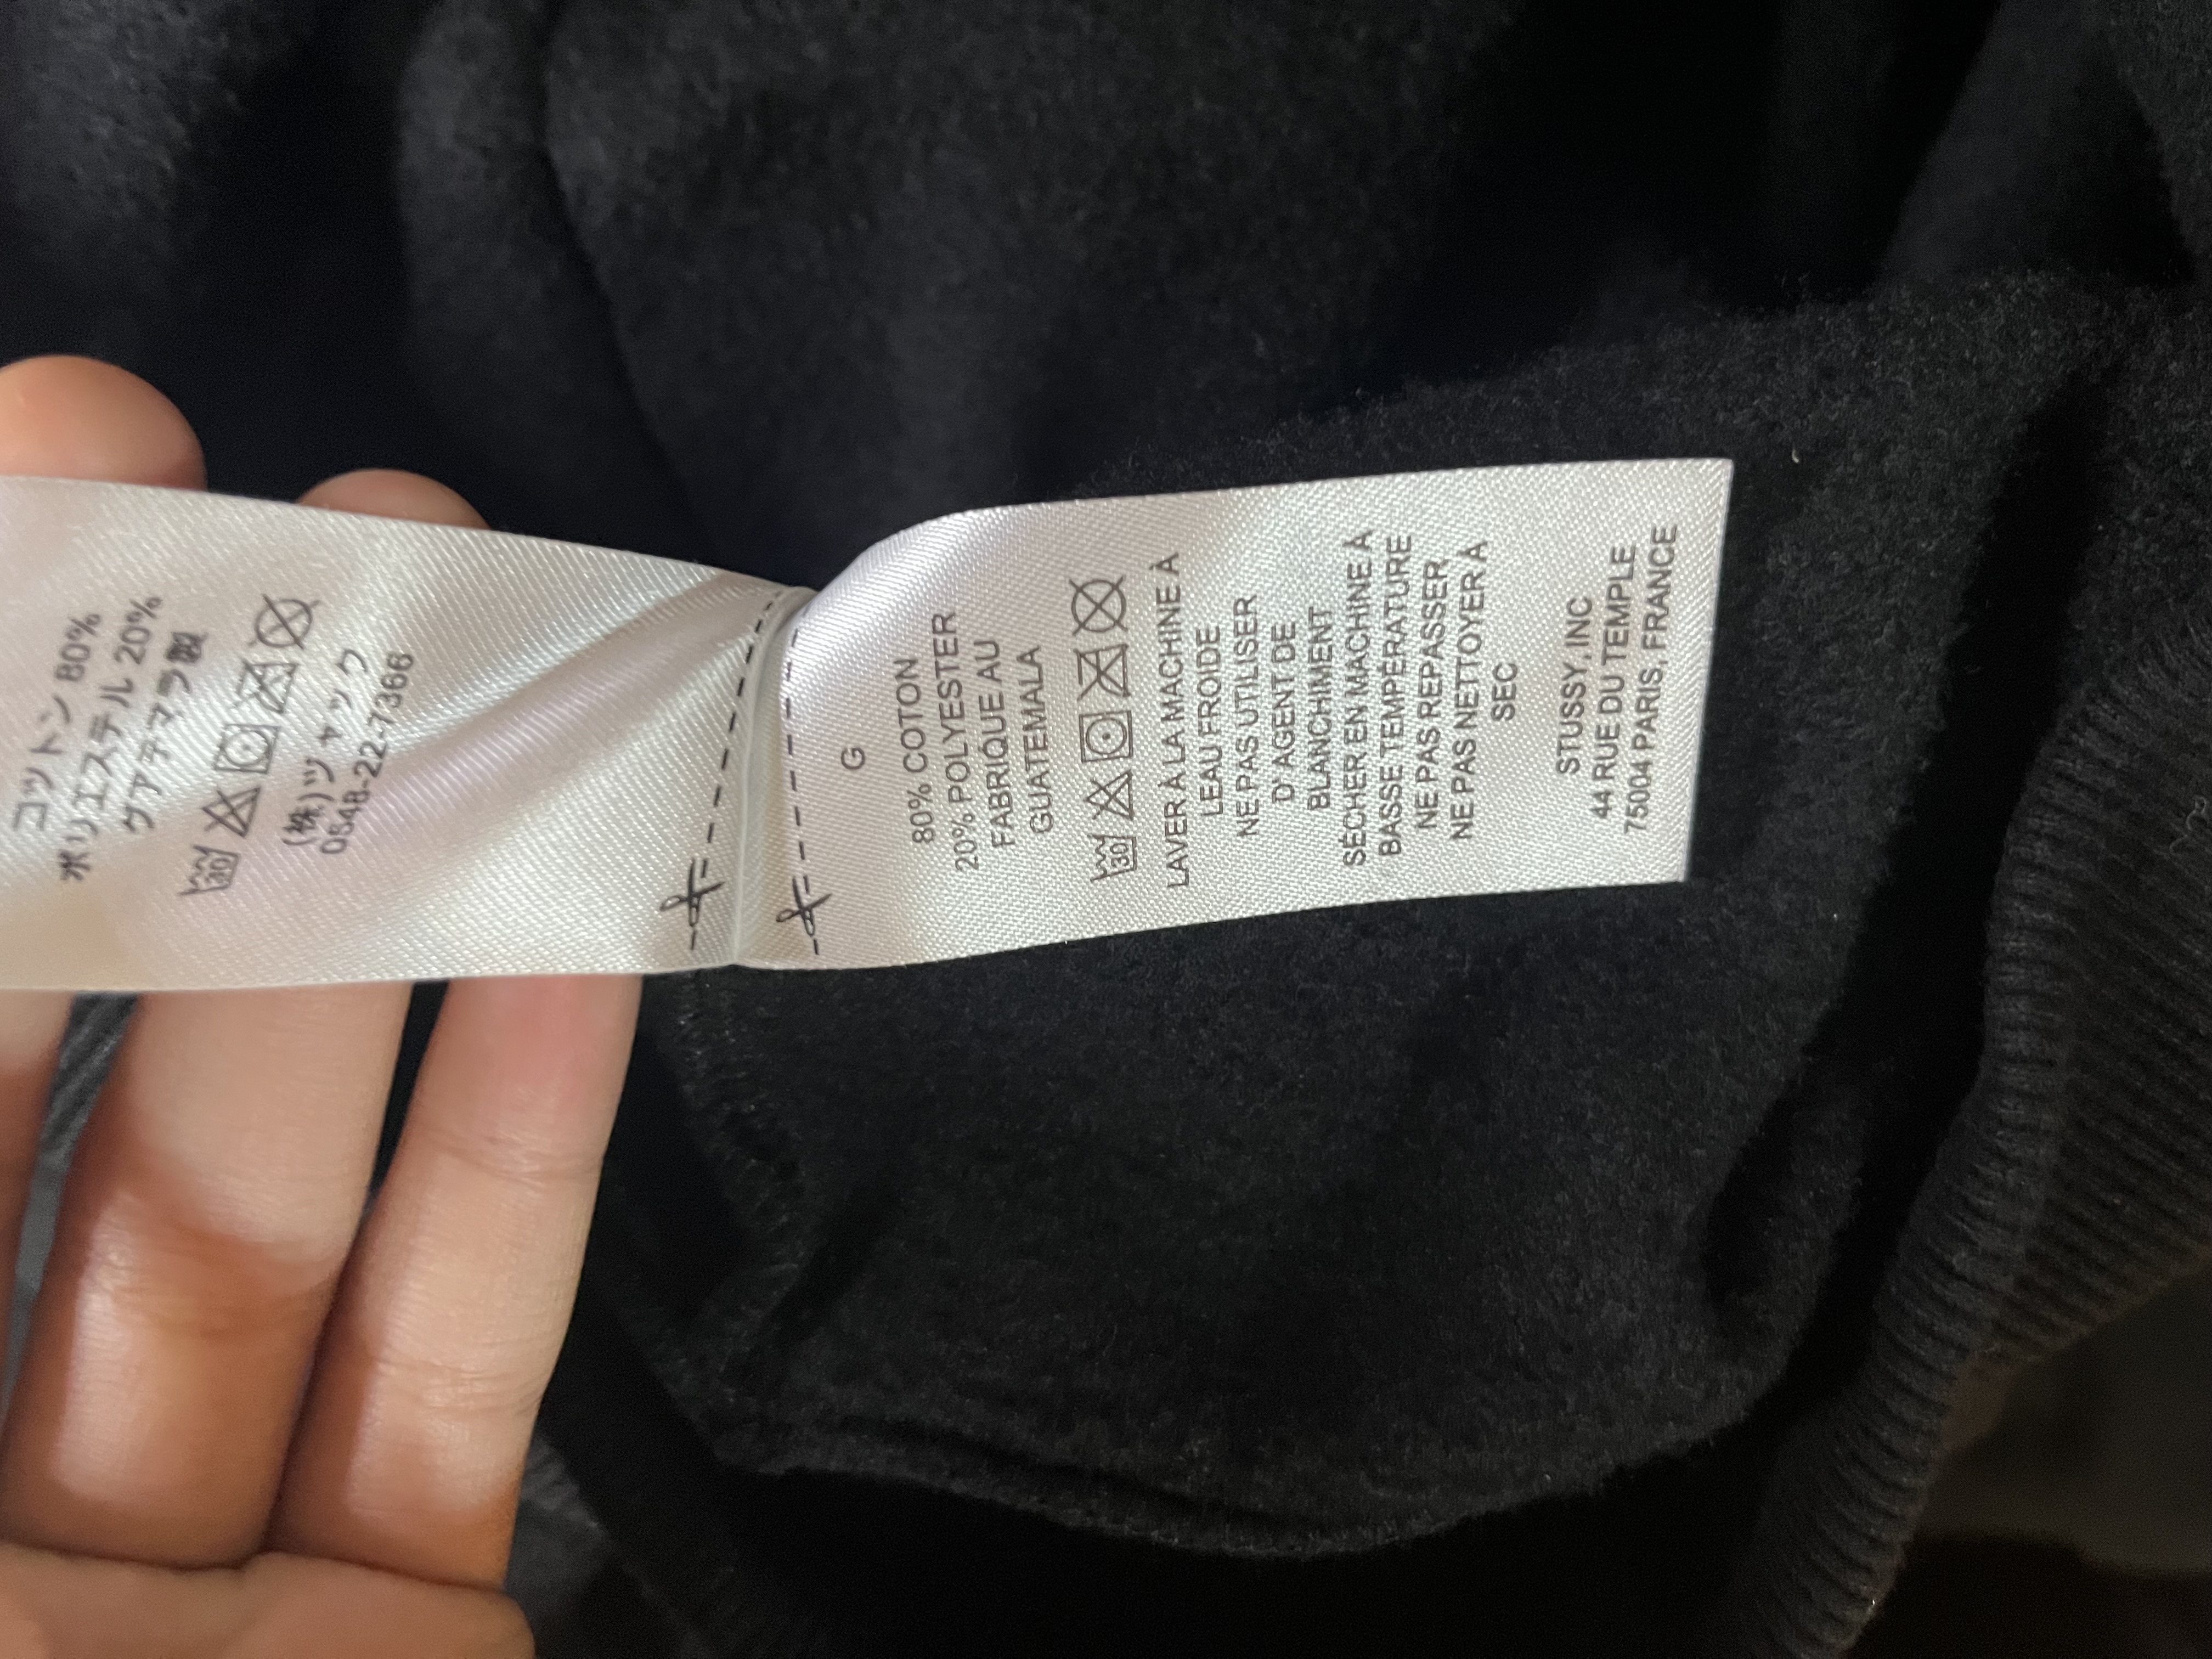 コットン 80%
ポリエステル 20%
グアテマラ製
30
(株)ジャック
0548-22-7366
G
80% COTON
20% POLYESTER
FABRIQUE AU
GUATEMALA
30
LAVER À LA MACHINE À
LEAU FROIDE
NE PAS UTILISER
D' AGENT DE
BLANCHIMENT
SÉCHER EN MACHINE À
BASSE TEMPÉRATURE
NE PAS REPASSER
NE PAS NETTOYER À
SEC
STUSSY,INC
44 RUE DU TEMPLE
75004 PARIS, FRANCE